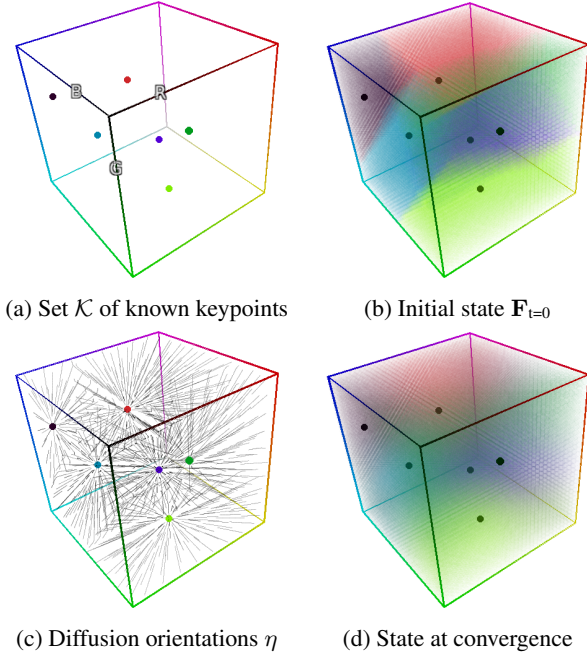 B
R
G
(a) Set 𝒦 of known keypoints
(b) Initial state F_{t=0}
(c) Diffusion orientations η
(d) State at convergence